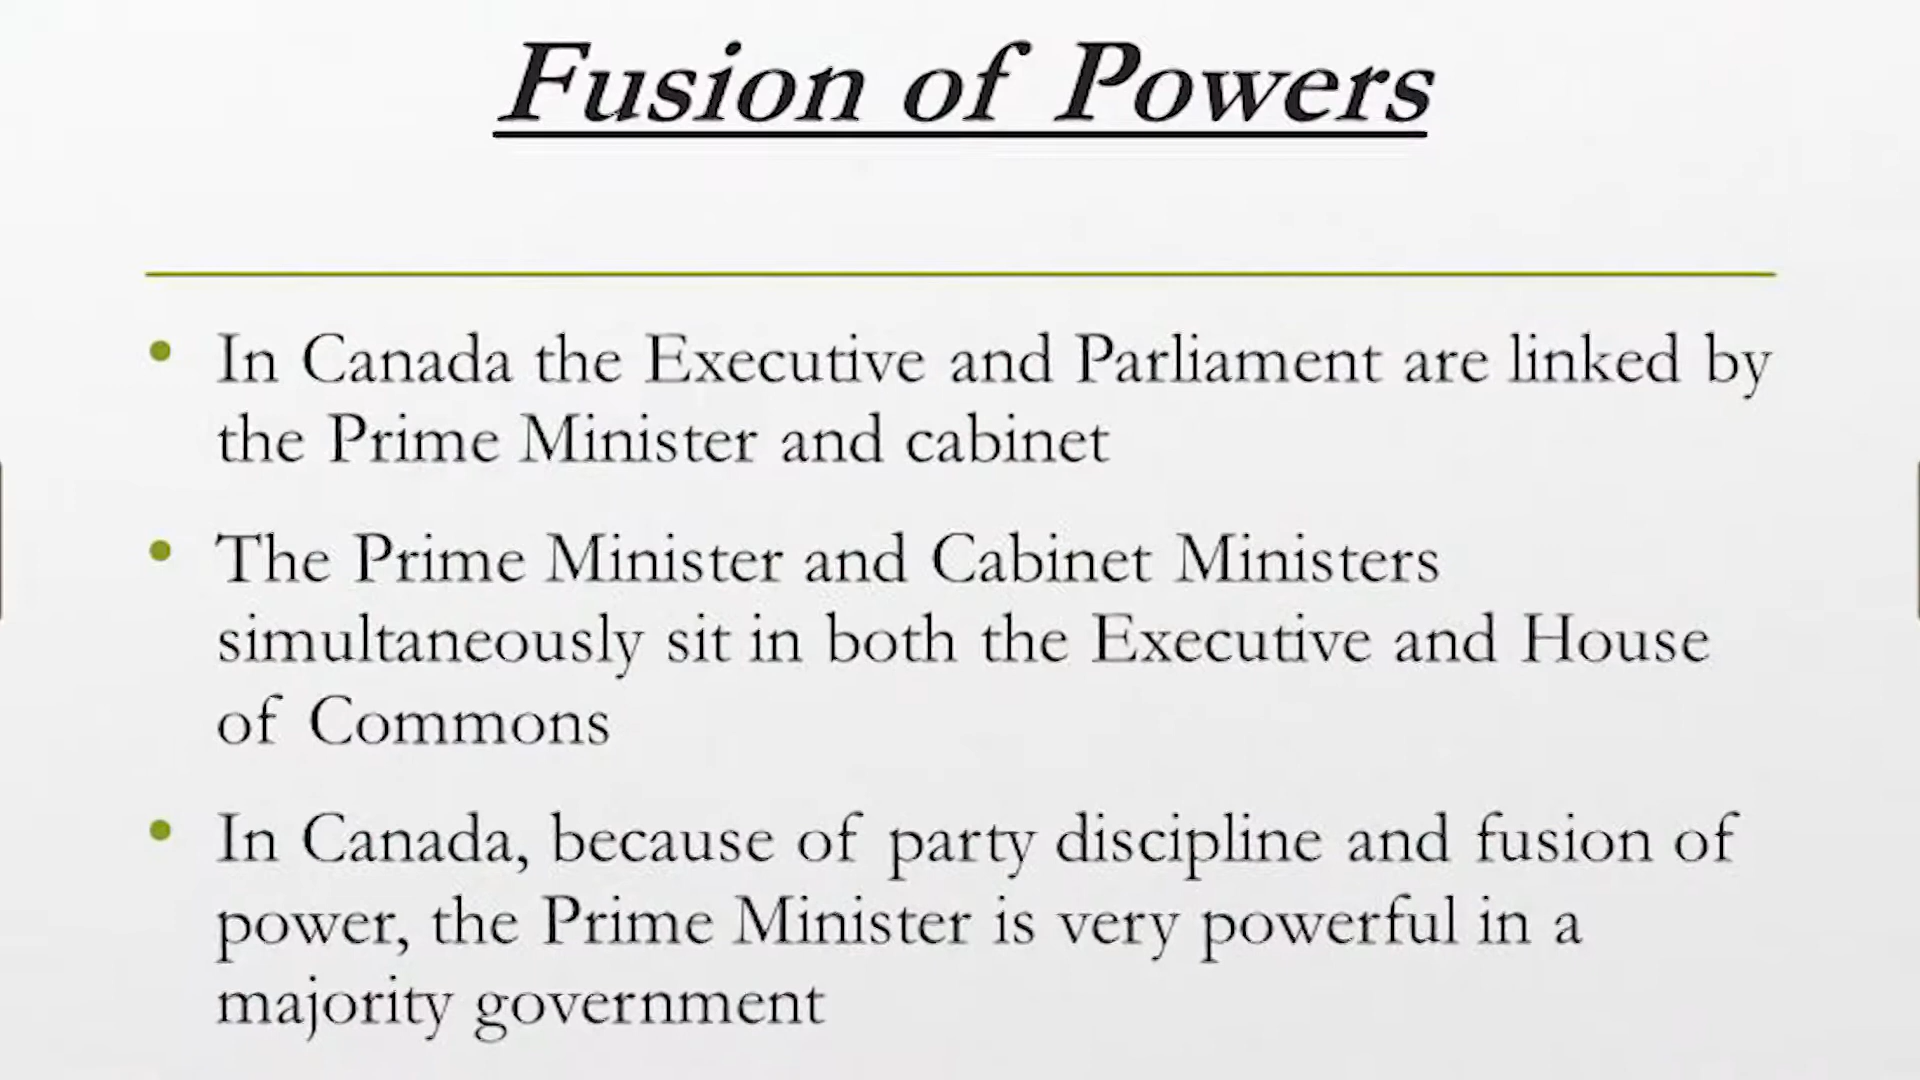 Fusion of Powers
• In Canada the Executive and Parliament are linked by
the Prime Minister and cabinet
• The Prime Minister and Cabinet Ministers
simultaneously sit in both the Executive and House
of Commons
• In Canada, because of party discipline and fusion of
power, the Prime Minister is very powerful in a
majority government